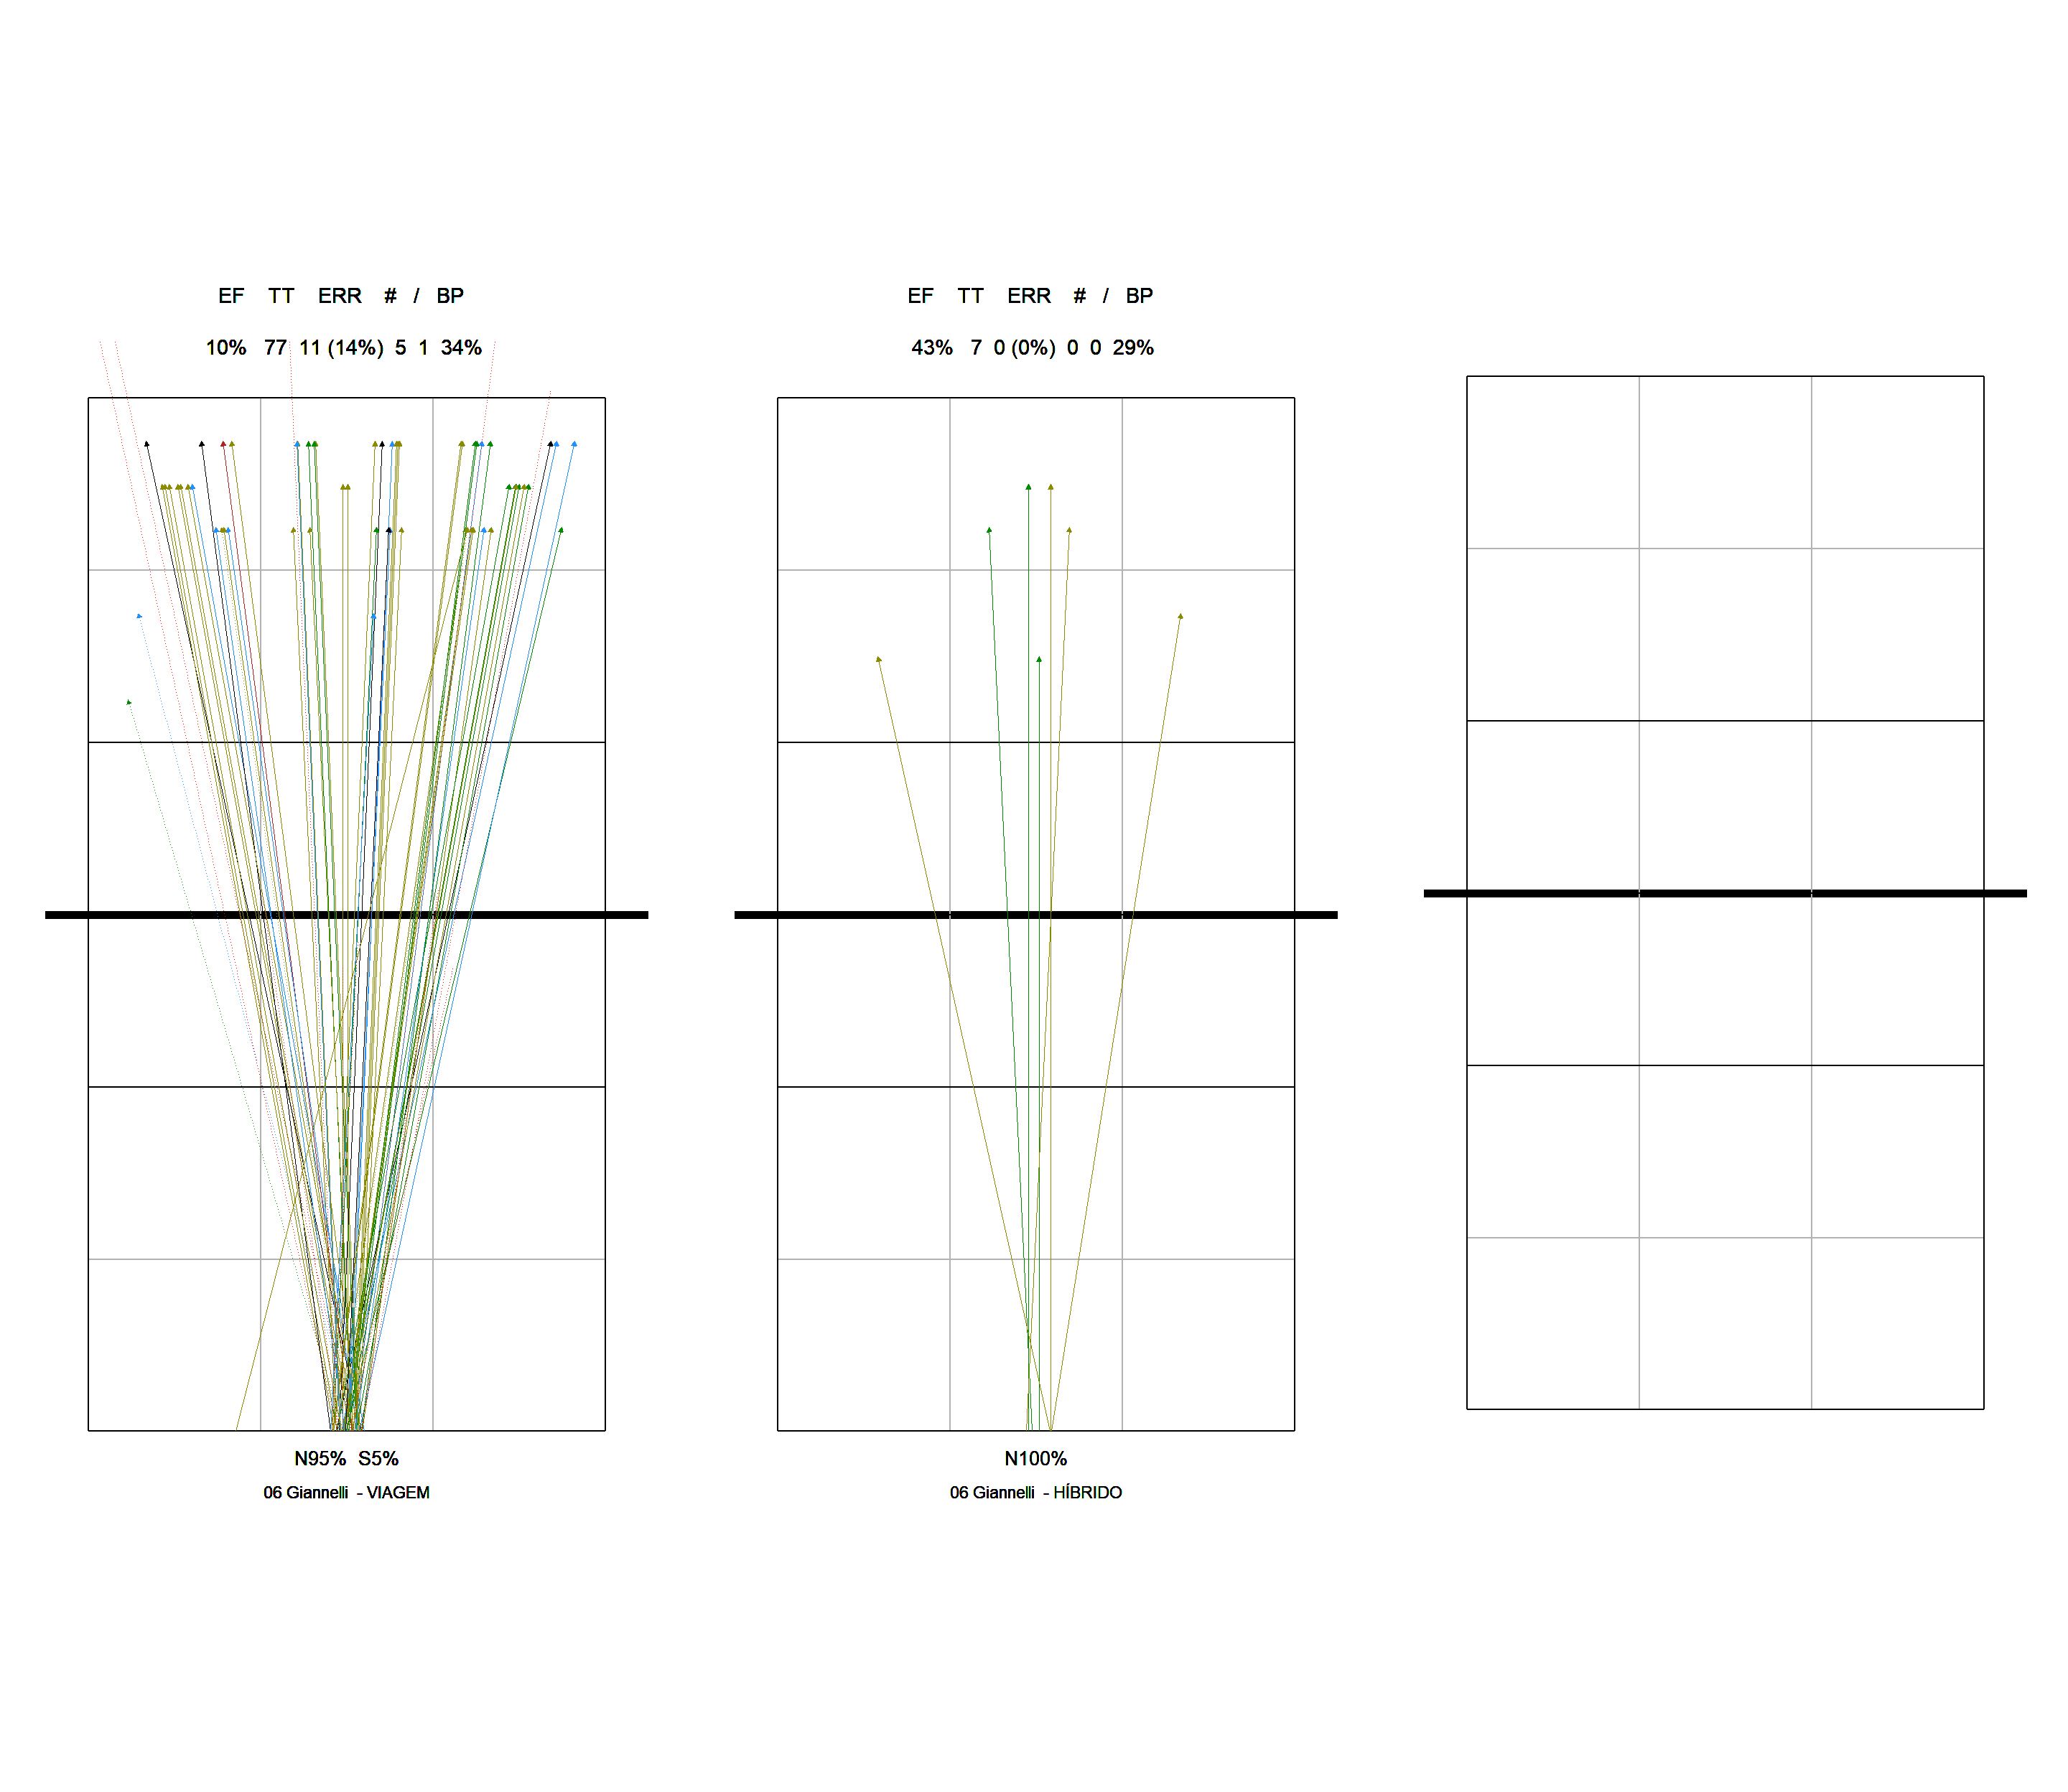 EF TT ERR # / BP
10% 77 11 (14%) 5 1 34%
N95% S5%
06 Giannelli - VIAGEM
EF TT ERR # / BP
43% 7 0 (0%) 0 0 29%
N100%
06 Giannelli - HÍBRIDO